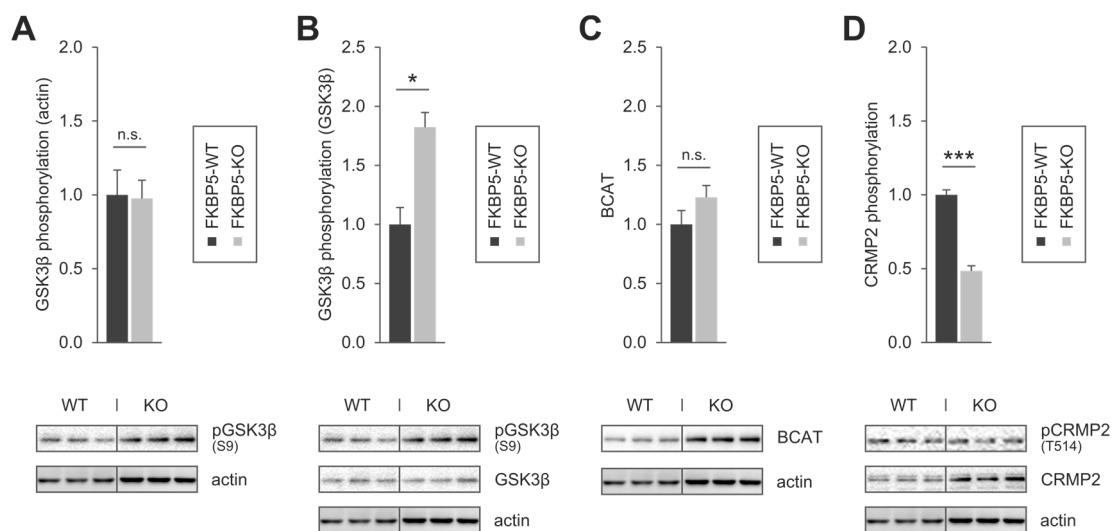 A
GSK3β phosphorylation (actin)
2.0
1.5
1.0
0.5
0.0
n.s.
FKBP5-WT
FKBP5-KO
WT | KO
pGSK3β
(S9)
actin
B
GSK3β phosphorylation (GSK3β)
2.5
2.0
1.5
1.0
0.5
0.0
*
FKBP5-WT
FKBP5-KO
WT | KO
pGSK3β
(S9)
GSK3β
actin
C
BCAT
2.5
2.0
1.5
1.0
0.5
0.0
n.s.
FKBP5-WT
FKBP5-KO
WT | KO
BCAT
actin
D
CRMP2 phosphorylation
2.0
1.5
1.0
0.5
0.0
***
FKBP5-WT
FKBP5-KO
WT | KO
pCRMP2
(T514)
CRMP2
actin